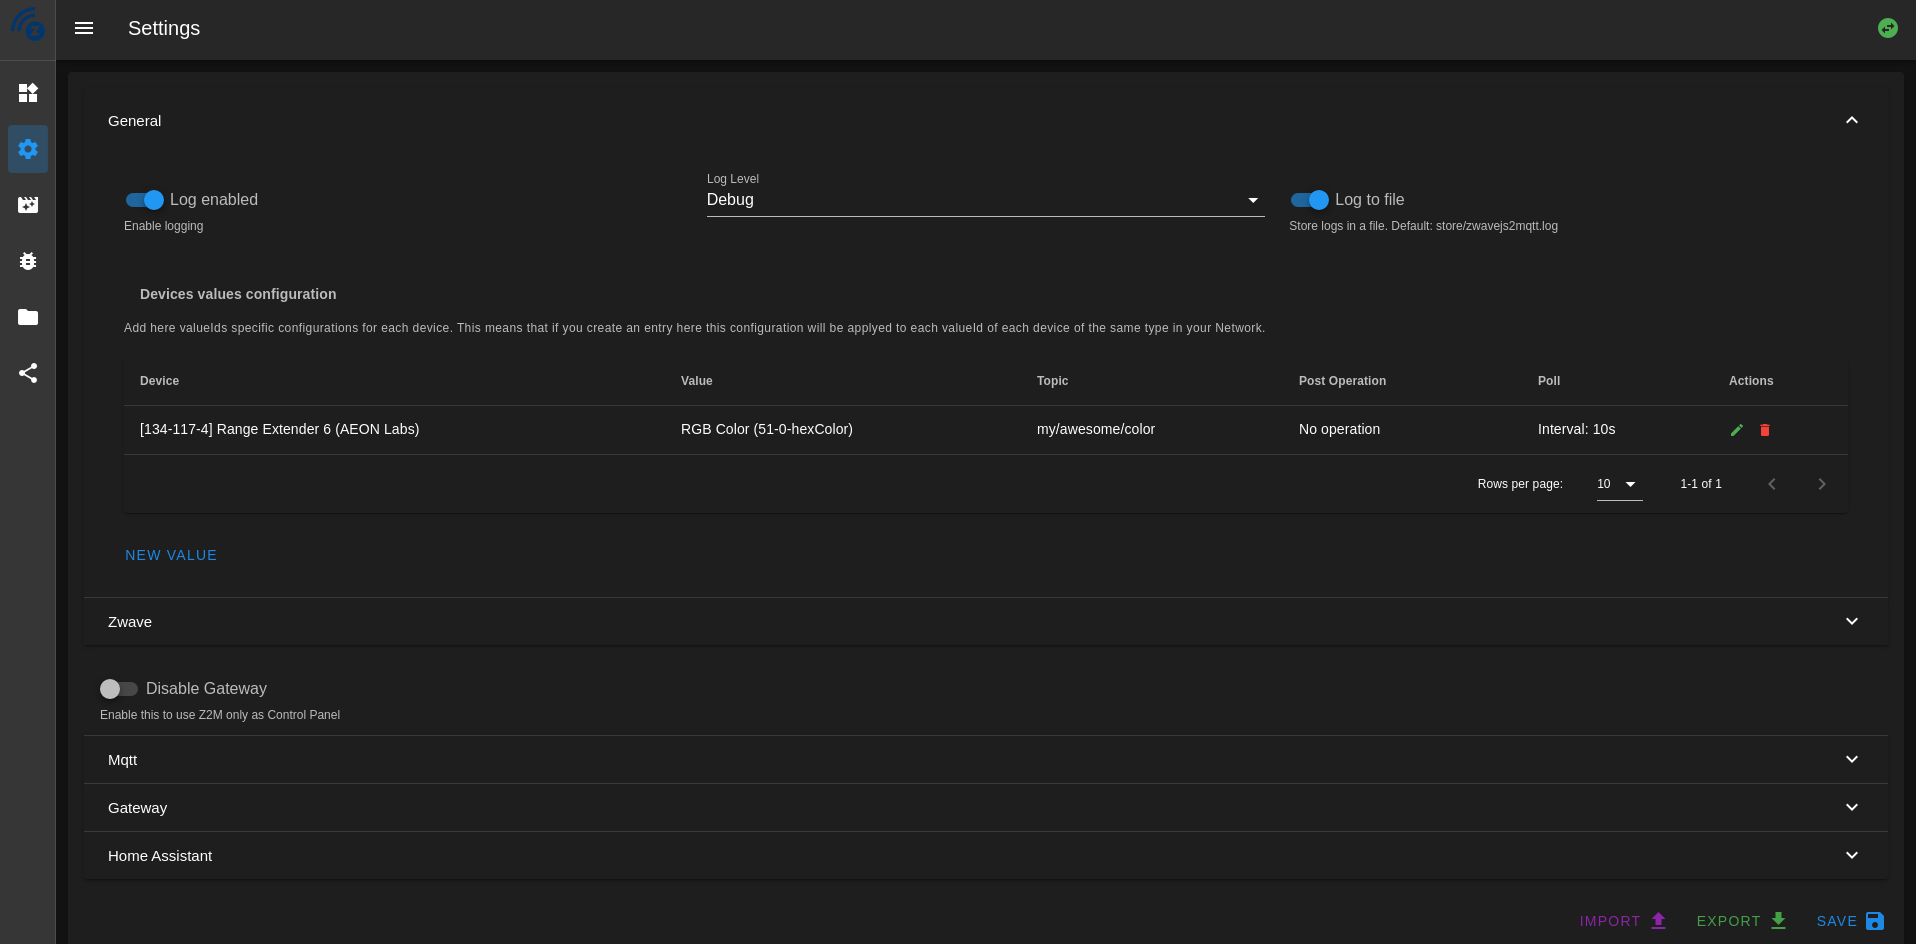 Settings
General
Log enabled
Enable logging
Log Level
Debug
Log to file
Store logs in a file. Default: store/zwavejs2mqtt.log
Devices values configuration
Add here valueIds specific configurations for each device. This means that if you create an entry here this configuration will be applyed to each valueId of each device of the same type in your Network.
Device Value Topic Post Operation Poll Actions
[134-117-4] Range Extender 6 (AEON Labs) RGB Color (51-0-hexColor) my/awesome/color No operation Interval: 10s
Rows per page: 10 1-1 of 1
NEW VALUE
Zwave
Disable Gateway
Enable this to use Z2M only as Control Panel
Mqtt
Gateway
Home Assistant
IMPORT EXPORT SAVE